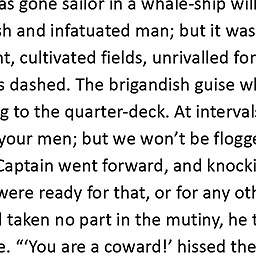 as gone sailor in a whale-ship will
sh and infatuated man; but it was
t, cultivated fields, unrivalled for
s dashed. The brigandish guise w
g to the quarter-deck. At interval
your men; but we won’t be flogge
Captain went forward, and knocki
were ready for that, or for any oth
taken no part in the mutiny, he t
e. “‘You are a coward!’ hissed the